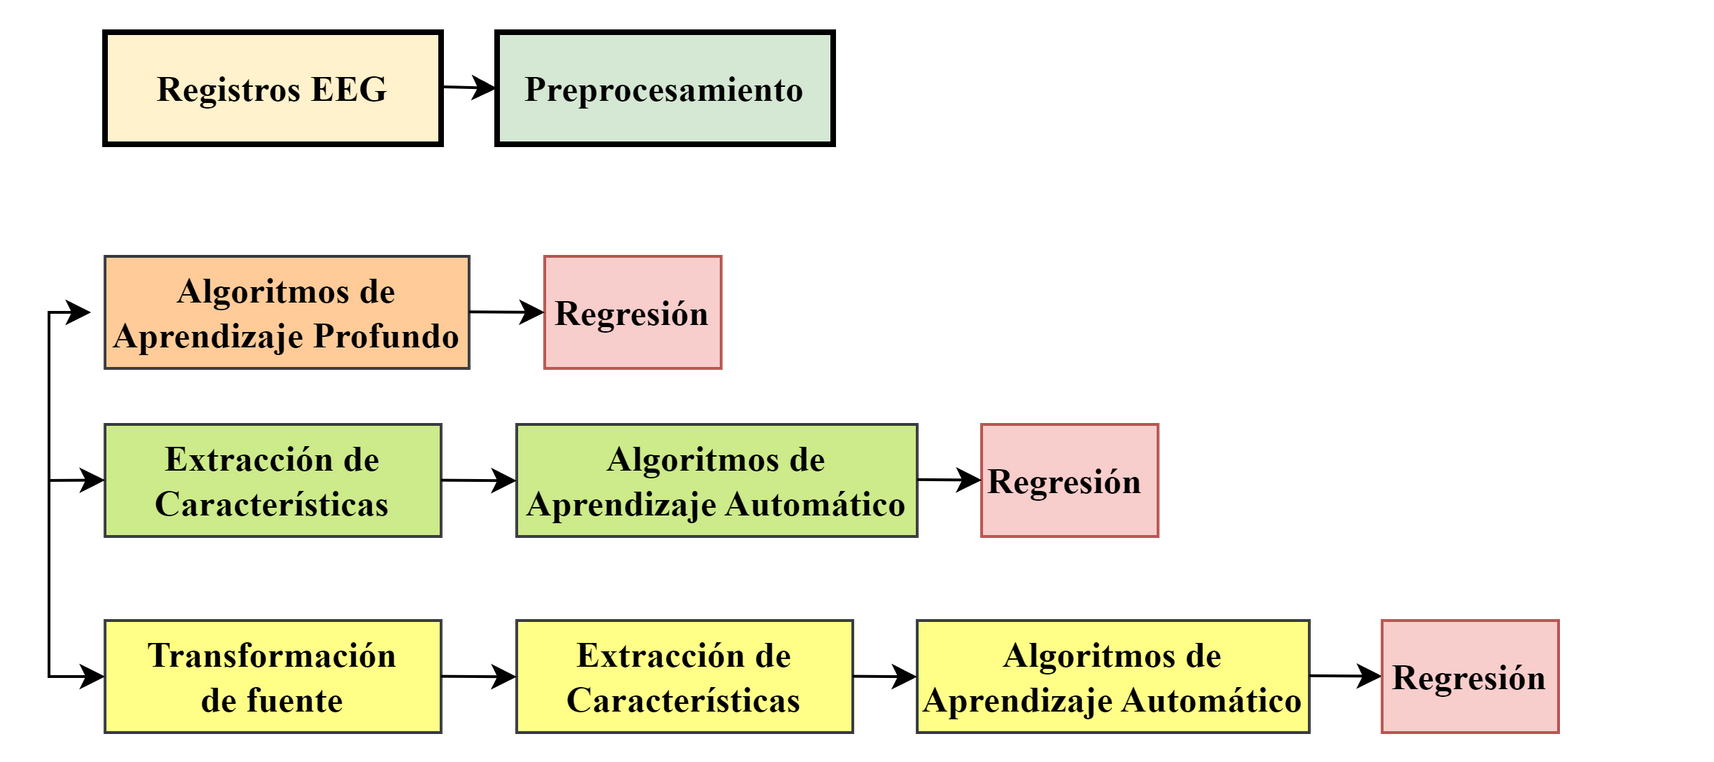 Registros EEG
Preprocesamiento
Algoritmos de
Aprendizaje Profundo
Regresión
Extracción de
Características
Algoritmos de
Aprendizaje Automático
Regresión
Transformación
de fuente
Extracción de
Características
Algoritmos de
Aprendizaje Automático
Regresión